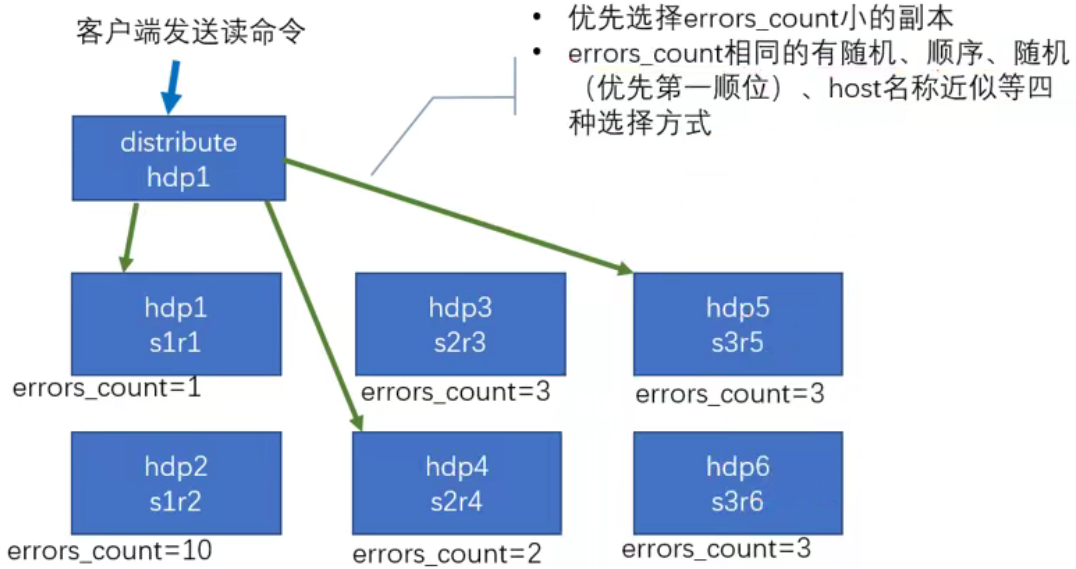 客户端发送读命令
• 优先选择errors_count小的副本
• errors_count相同的有随机、顺序、随机
（优先第一顺位）、host名称近似等四
种选择方式
distribute
hdp1
hdp1
s1r1
errors_count=1
hdp3
s2r3
errors_count=3
hdp5
s3r5
errors_count=3
hdp2
s1r2
errors_count=10
hdp4
s2r4
errors_count=2
hdp6
s3r6
errors_count=3